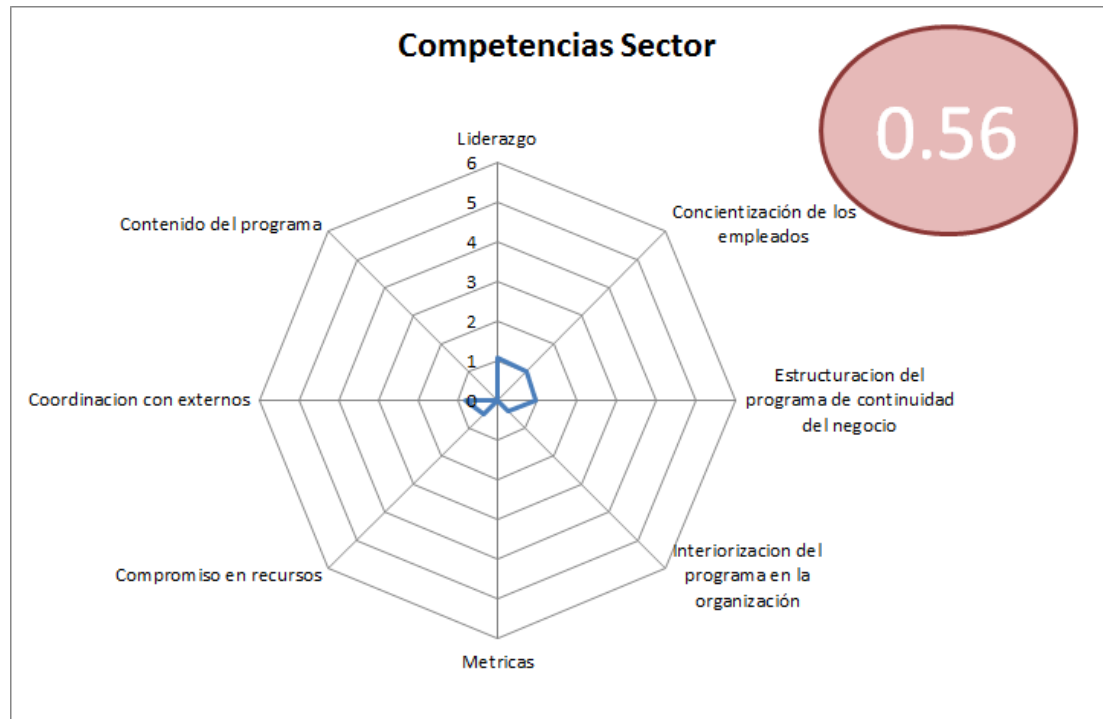 Competencias Sector
0.56
Liderazgo
6
5
4
3
2
1
0
Concientización de los
empleados
Estructuracion del
programa de continuidad
del negocio
Interiorizacion del
programa en la
organización
Metricas
Compromiso en recursos
Coordinacion con externos
Contenido del programa